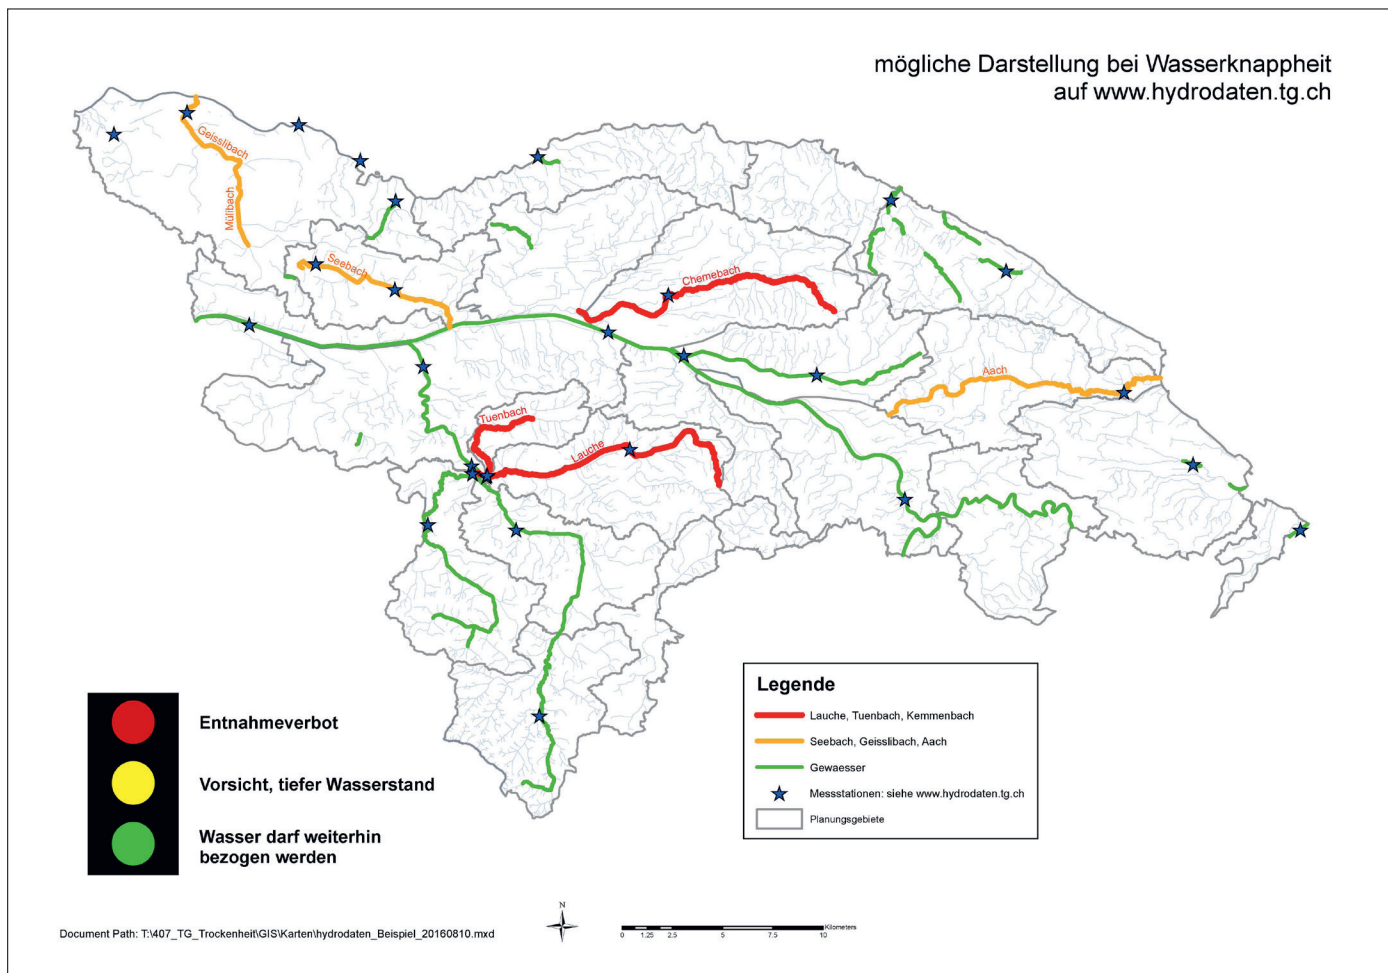 mögliche Darstellung bei Wasserknappheit
auf www.hydrodaten.tg.ch
Geisslibach
Müllbach
Seebach
Chemebach
Aach
Tuenbach
Lauche
Entnahmeverbot
Vorsicht, tiefer Wasserstand
Wasser darf weiterhin
bezogen werden
Legende
Lauche, Tuenbach, Kemmenbach
Seebach, Geisslibach, Aach
Gewaesser
Messstationen: siehe www.hydrodaten.tg.ch
Planungsgebiete
Document Path: T:\407_TG_Trockenheit\GIS\Karten\hydrodaten_Beispiel_20160810.mxd
N
Kilometers
0 1.25 2.5 5 7.5 10